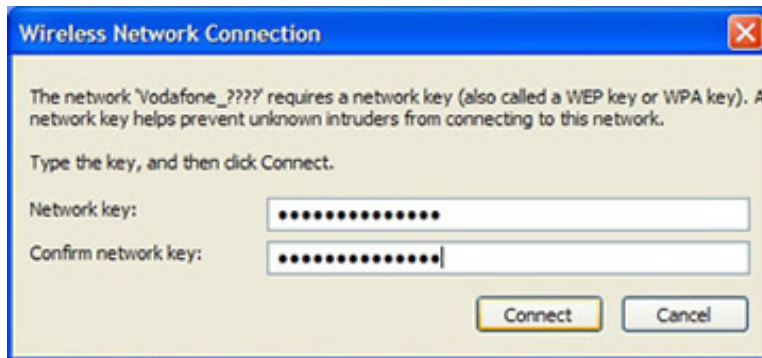 Wireless Network Connection
The network 'Vodafone_????' requires a network key (also called a WEP key or WPA key). A
network key helps prevent unknown intruders from connecting to this network.
Type the key, and then click Connect.
Network key: ••••••••••••••
Confirm network key: ••••••••••••••
Connect Cancel